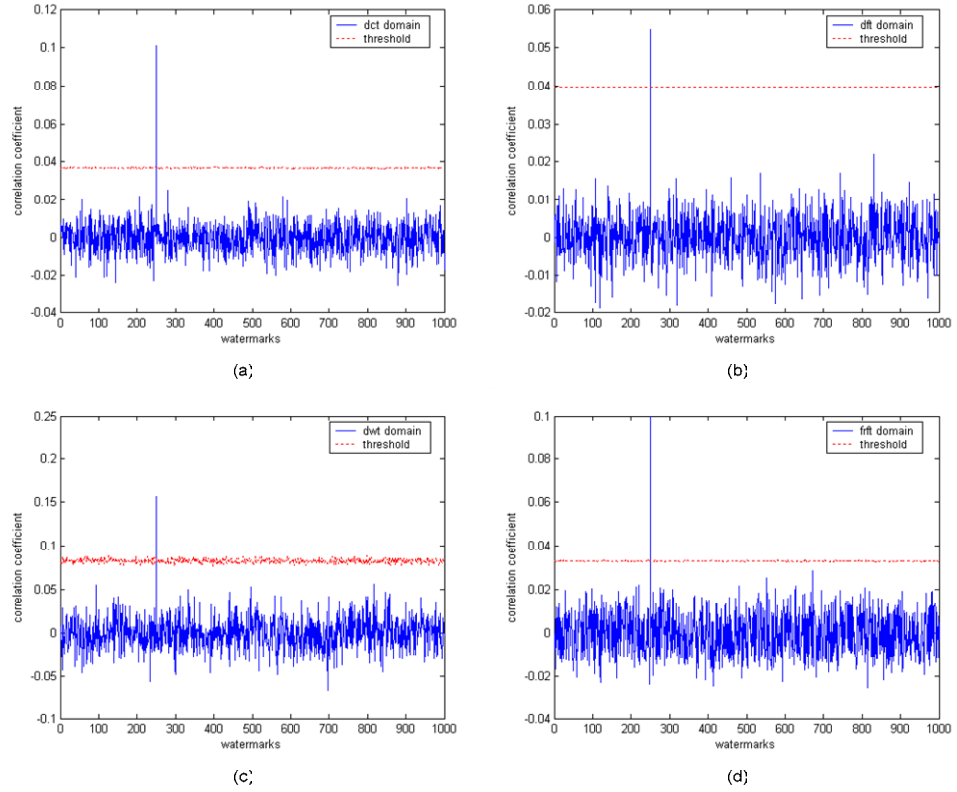 0.12
0.1
0.08
0.06
0.04
0.02
0
-0.02
-0.04
correlation coefficient
dct domain
threshold
0 100 200 300 400 500 600 700 800 900 1000
watermarks
(a)
0.06
0.05
0.04
0.03
0.02
0.01
0
-0.01
-0.02
correlation coefficient
dft domain
threshold
0 100 200 300 400 500 600 700 800 900 1000
watermarks
(b)
0.25
0.2
0.15
0.1
0.05
0
-0.05
-0.1
correlation coefficient
dwt domain
threshold
0 100 200 300 400 500 600 700 800 900 1000
watermarks
(c)
0.1
0.08
0.06
0.04
0.02
0
-0.02
-0.04
correlation coefficient
frft domain
threshold
0 100 200 300 400 500 600 700 800 900 1000
watermarks
(d)